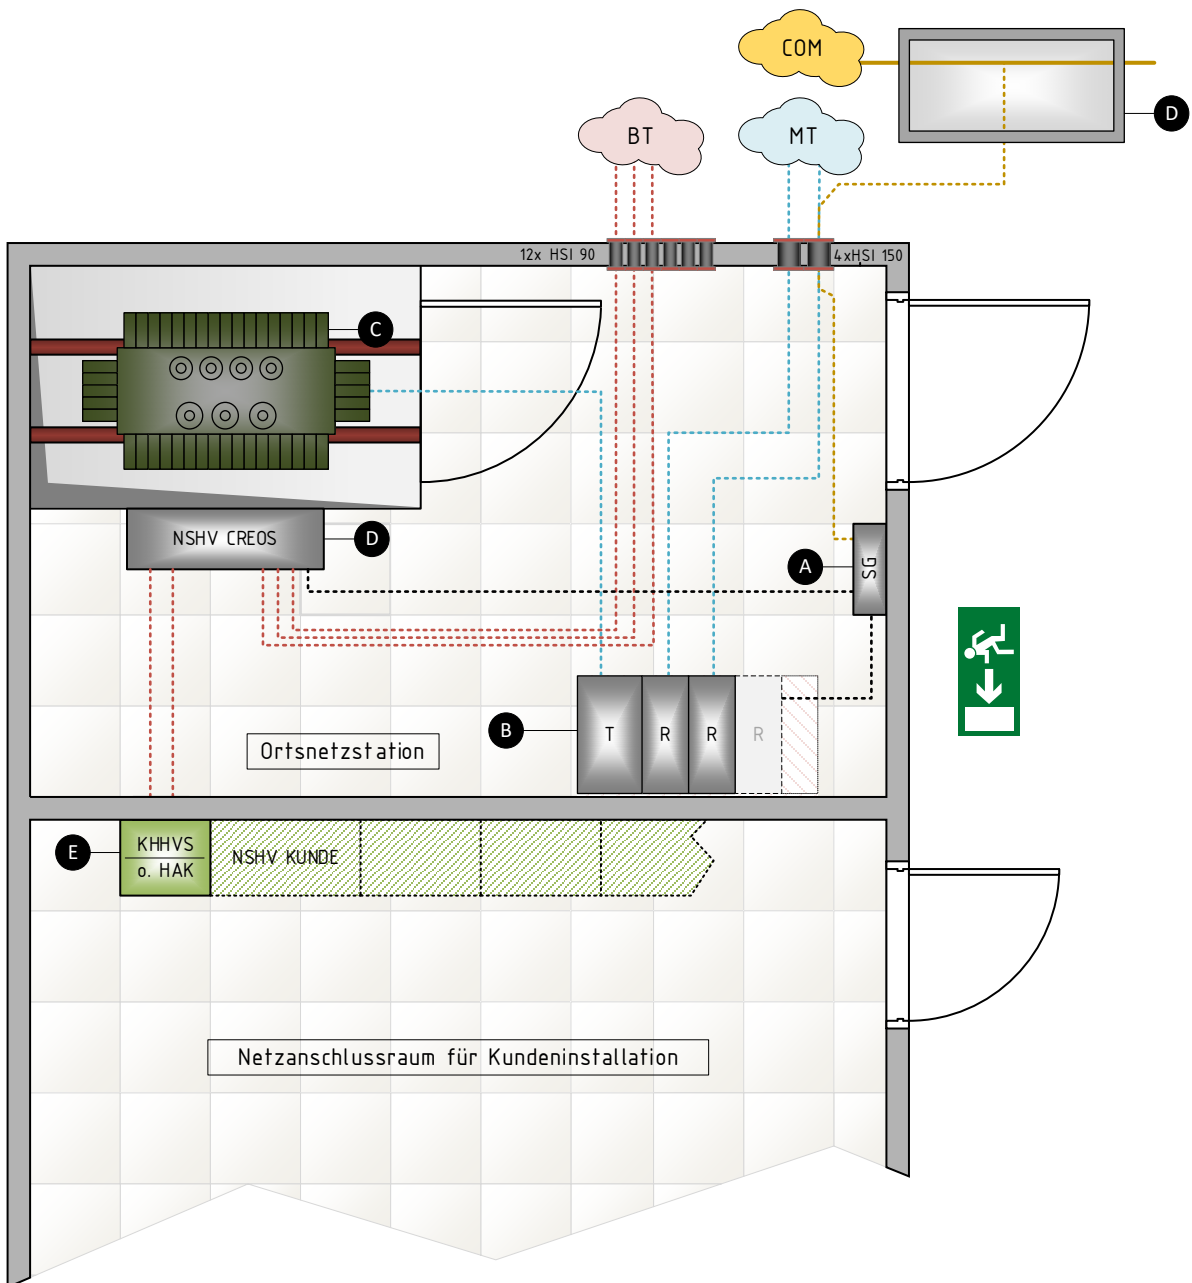 COM
D
BT
MT
12x HSI 90
4xHSI 150
C
NSHV CREOS
D
A
SG
B
T
R
R
R
Ortsnetzstation
E
KHHVS
o. HAK
NSHV KUNDE
Netzanschlussraum für Kundeninstallation